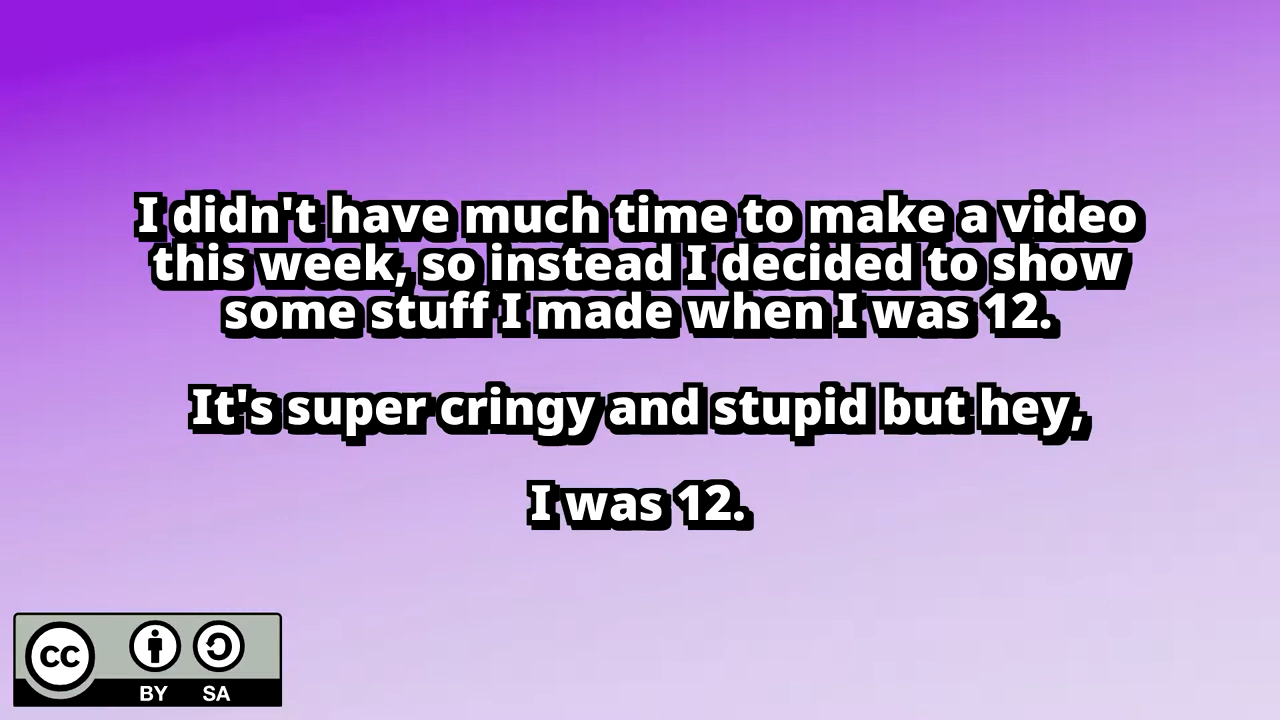 I didn't have much time to make a video
this week, so instead I decided to show
some stuff I made when I was 12.
It's super cringy and stupid but hey,
I was 12.
cc
BY SA